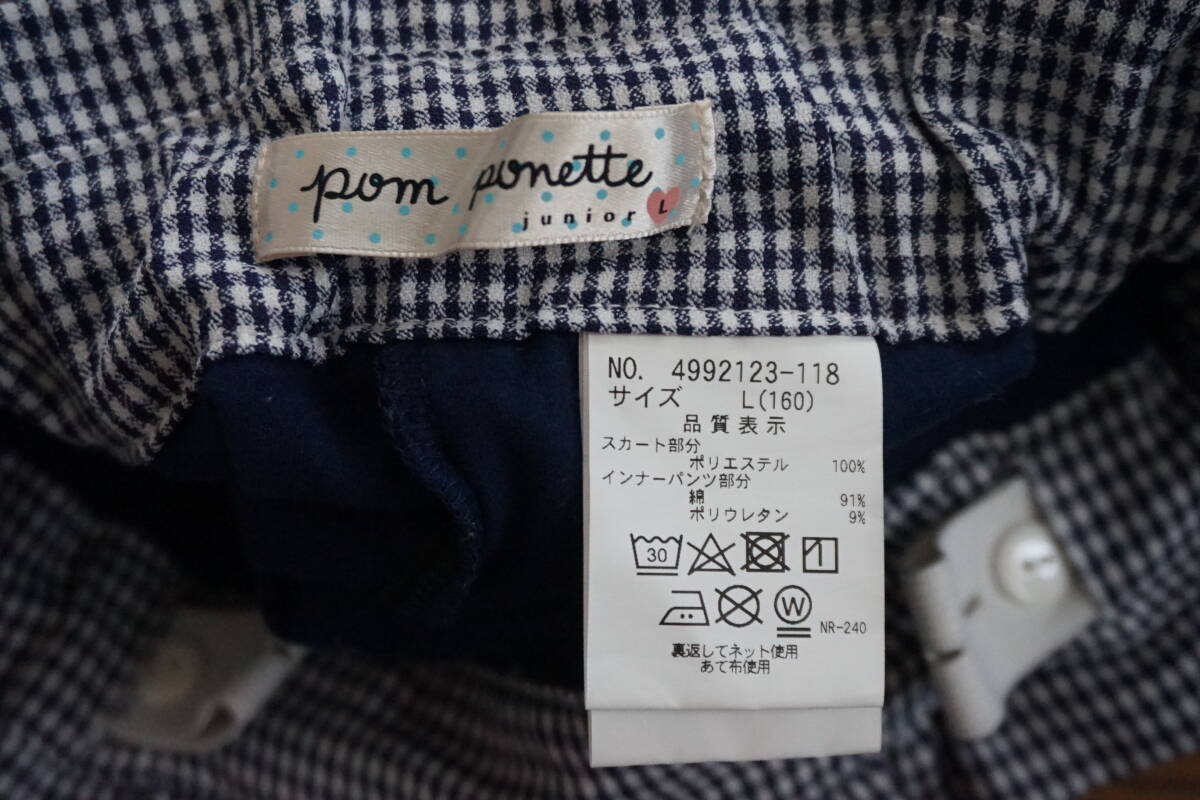 pom ponette
junior L
NO. 4992123-118
サイズ L(160)
品質表示
スカート部分
ポリエステル 100%
インナーパンツ部分
綿 91%
ポリウレタン 9%
30
W
NR-240
裏返してネット使用
あて布使用